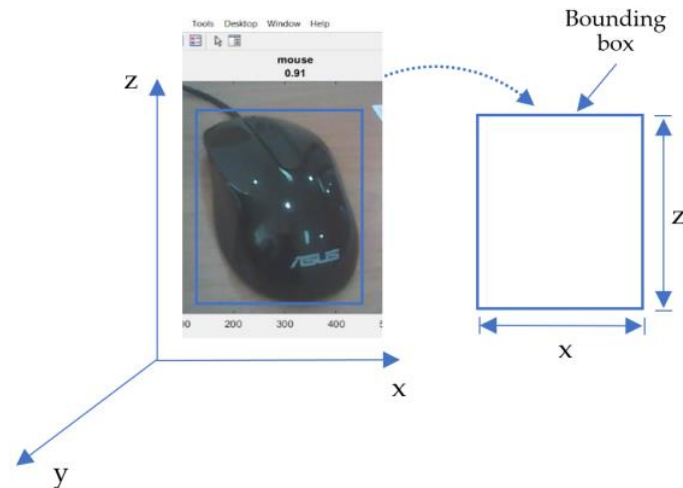 Tools Desktop Window Help
mouse
0.91
ASUS
200 300 400
z
x
y
Bounding
box
z
x